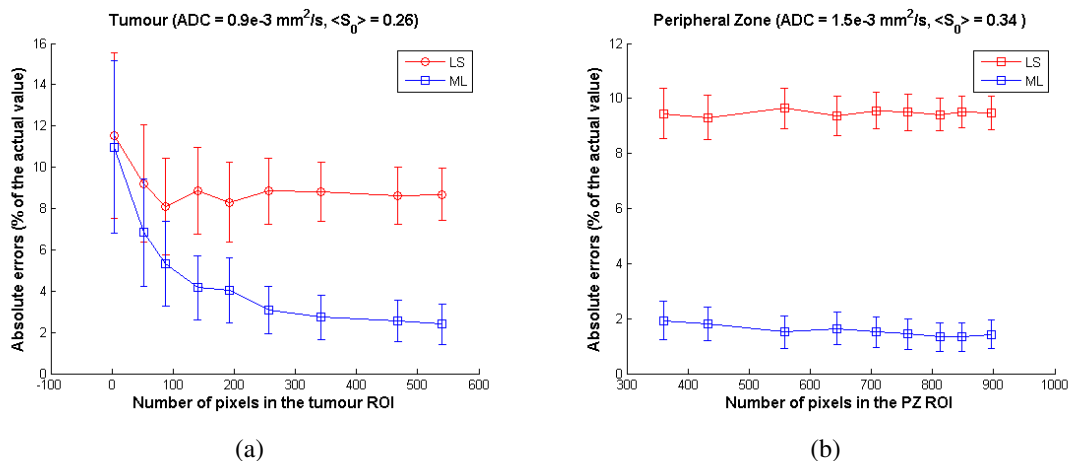 Tumour (ADC = 0.9e-3 mm²/s, <S₀> = 0.26)
16
14
12
10
8
6
4
2
0
-100 0 100 200 300 400 500 600
LS
ML
Absolute errors (% of the actual value)
Number of pixels in the tumour ROI
(a)
Peripheral Zone (ADC = 1.5e-3 mm²/s, <S₀> = 0.34 )
12
10
8
6
4
2
0
300 400 500 600 700 800 900 1000
LS
ML
Absolute errors (% of the actual value)
Number of pixels in the PZ ROI
(b)